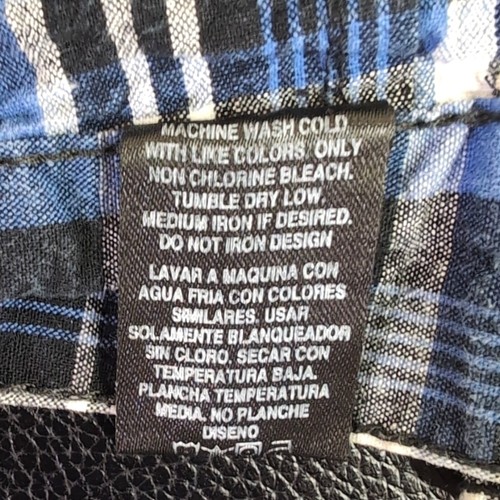 MACHINE WASH COLD
WITH LIKE COLORS. ONLY
NON CHLORINE BLEACH.
TUMBLE DRY LOW.
MEDIUM IRON IF DESIRED.
DO NOT IRON DESIGN
LAVAR A MAQUINA CON
AGUA FRIA CON COLORES
SIMILARES. USAR
SOLAMENTE BLANQUEADOR
SIN CLORO. SECAR CON
TEMPERATURA BAJA.
PLANCHA TEMPERATURA
MEDIA. NO PLANCHE
DISENO